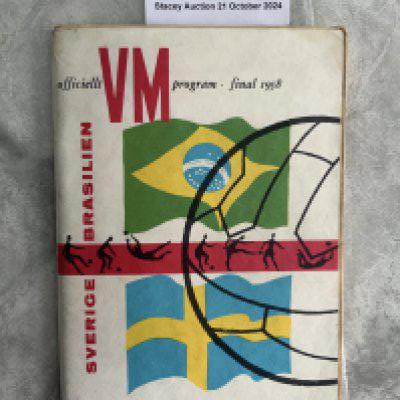 Stacey Auction 21 October 2024
officiellt VM program · final 1958
SVERIGE BRASILIEN